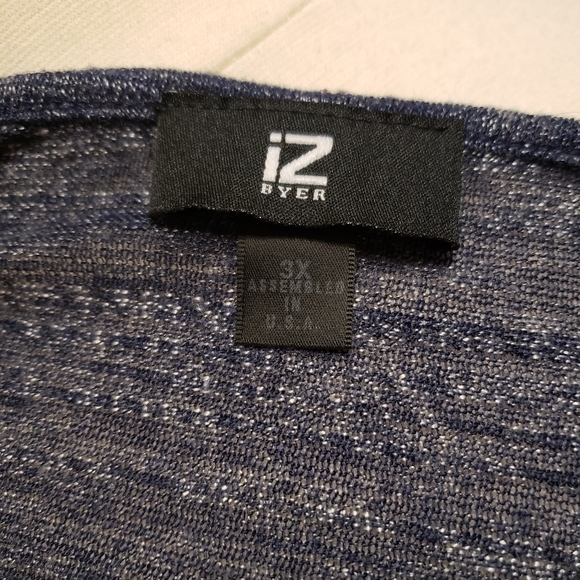 iZ
BYER
3X
ASSEMBLED
IN
U.S.A.